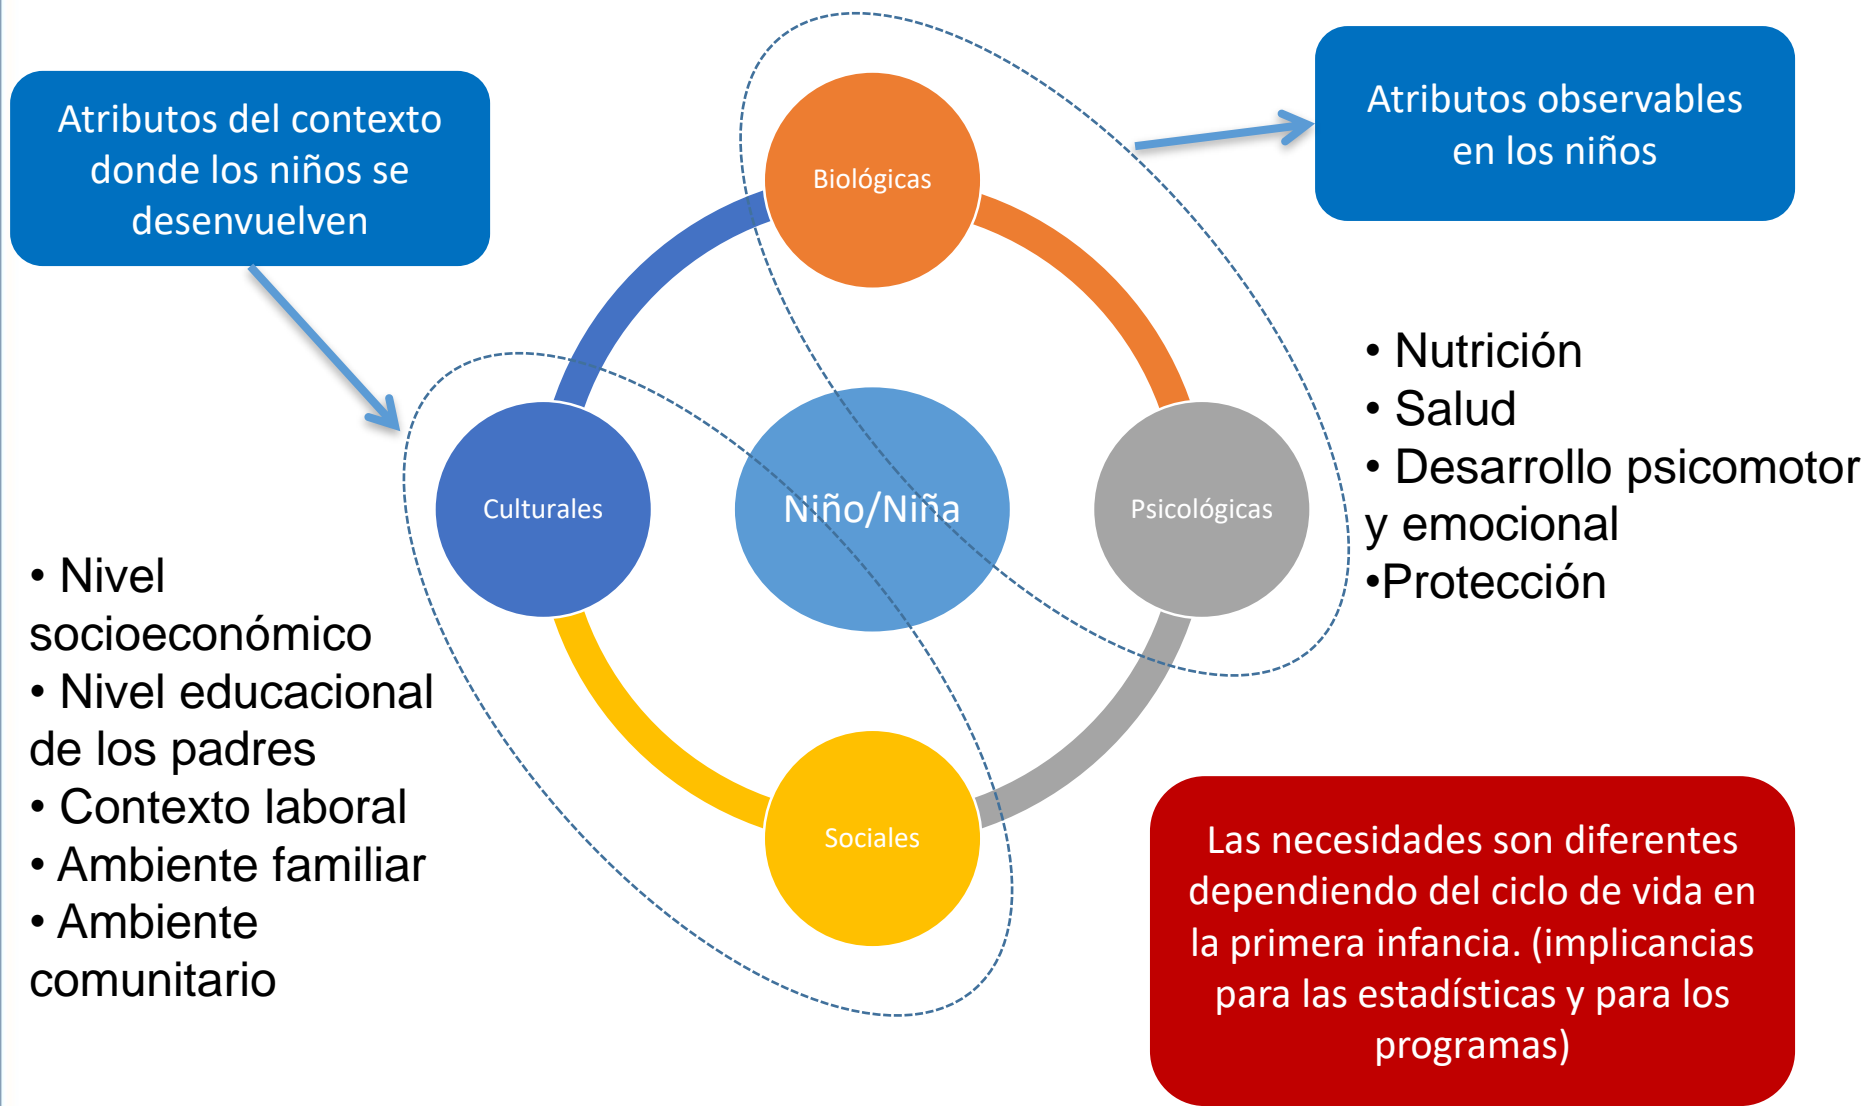 Atributos del contexto
donde los niños se
desenvuelven
Atributos observables
en los niños
Biológicas
Culturales
Niño/Niña
Psicológicas
Sociales
• Nutrición
• Salud
• Desarrollo psicomotor
y emocional
•Protección
• Nivel
socioeconómico
• Nivel educacional
de los padres
• Contexto laboral
• Ambiente familiar
• Ambiente
comunitario
Las necesidades son diferentes
dependiendo del ciclo de vida en
la primera infancia. (implicancias
para las estadísticas y para los
programas)